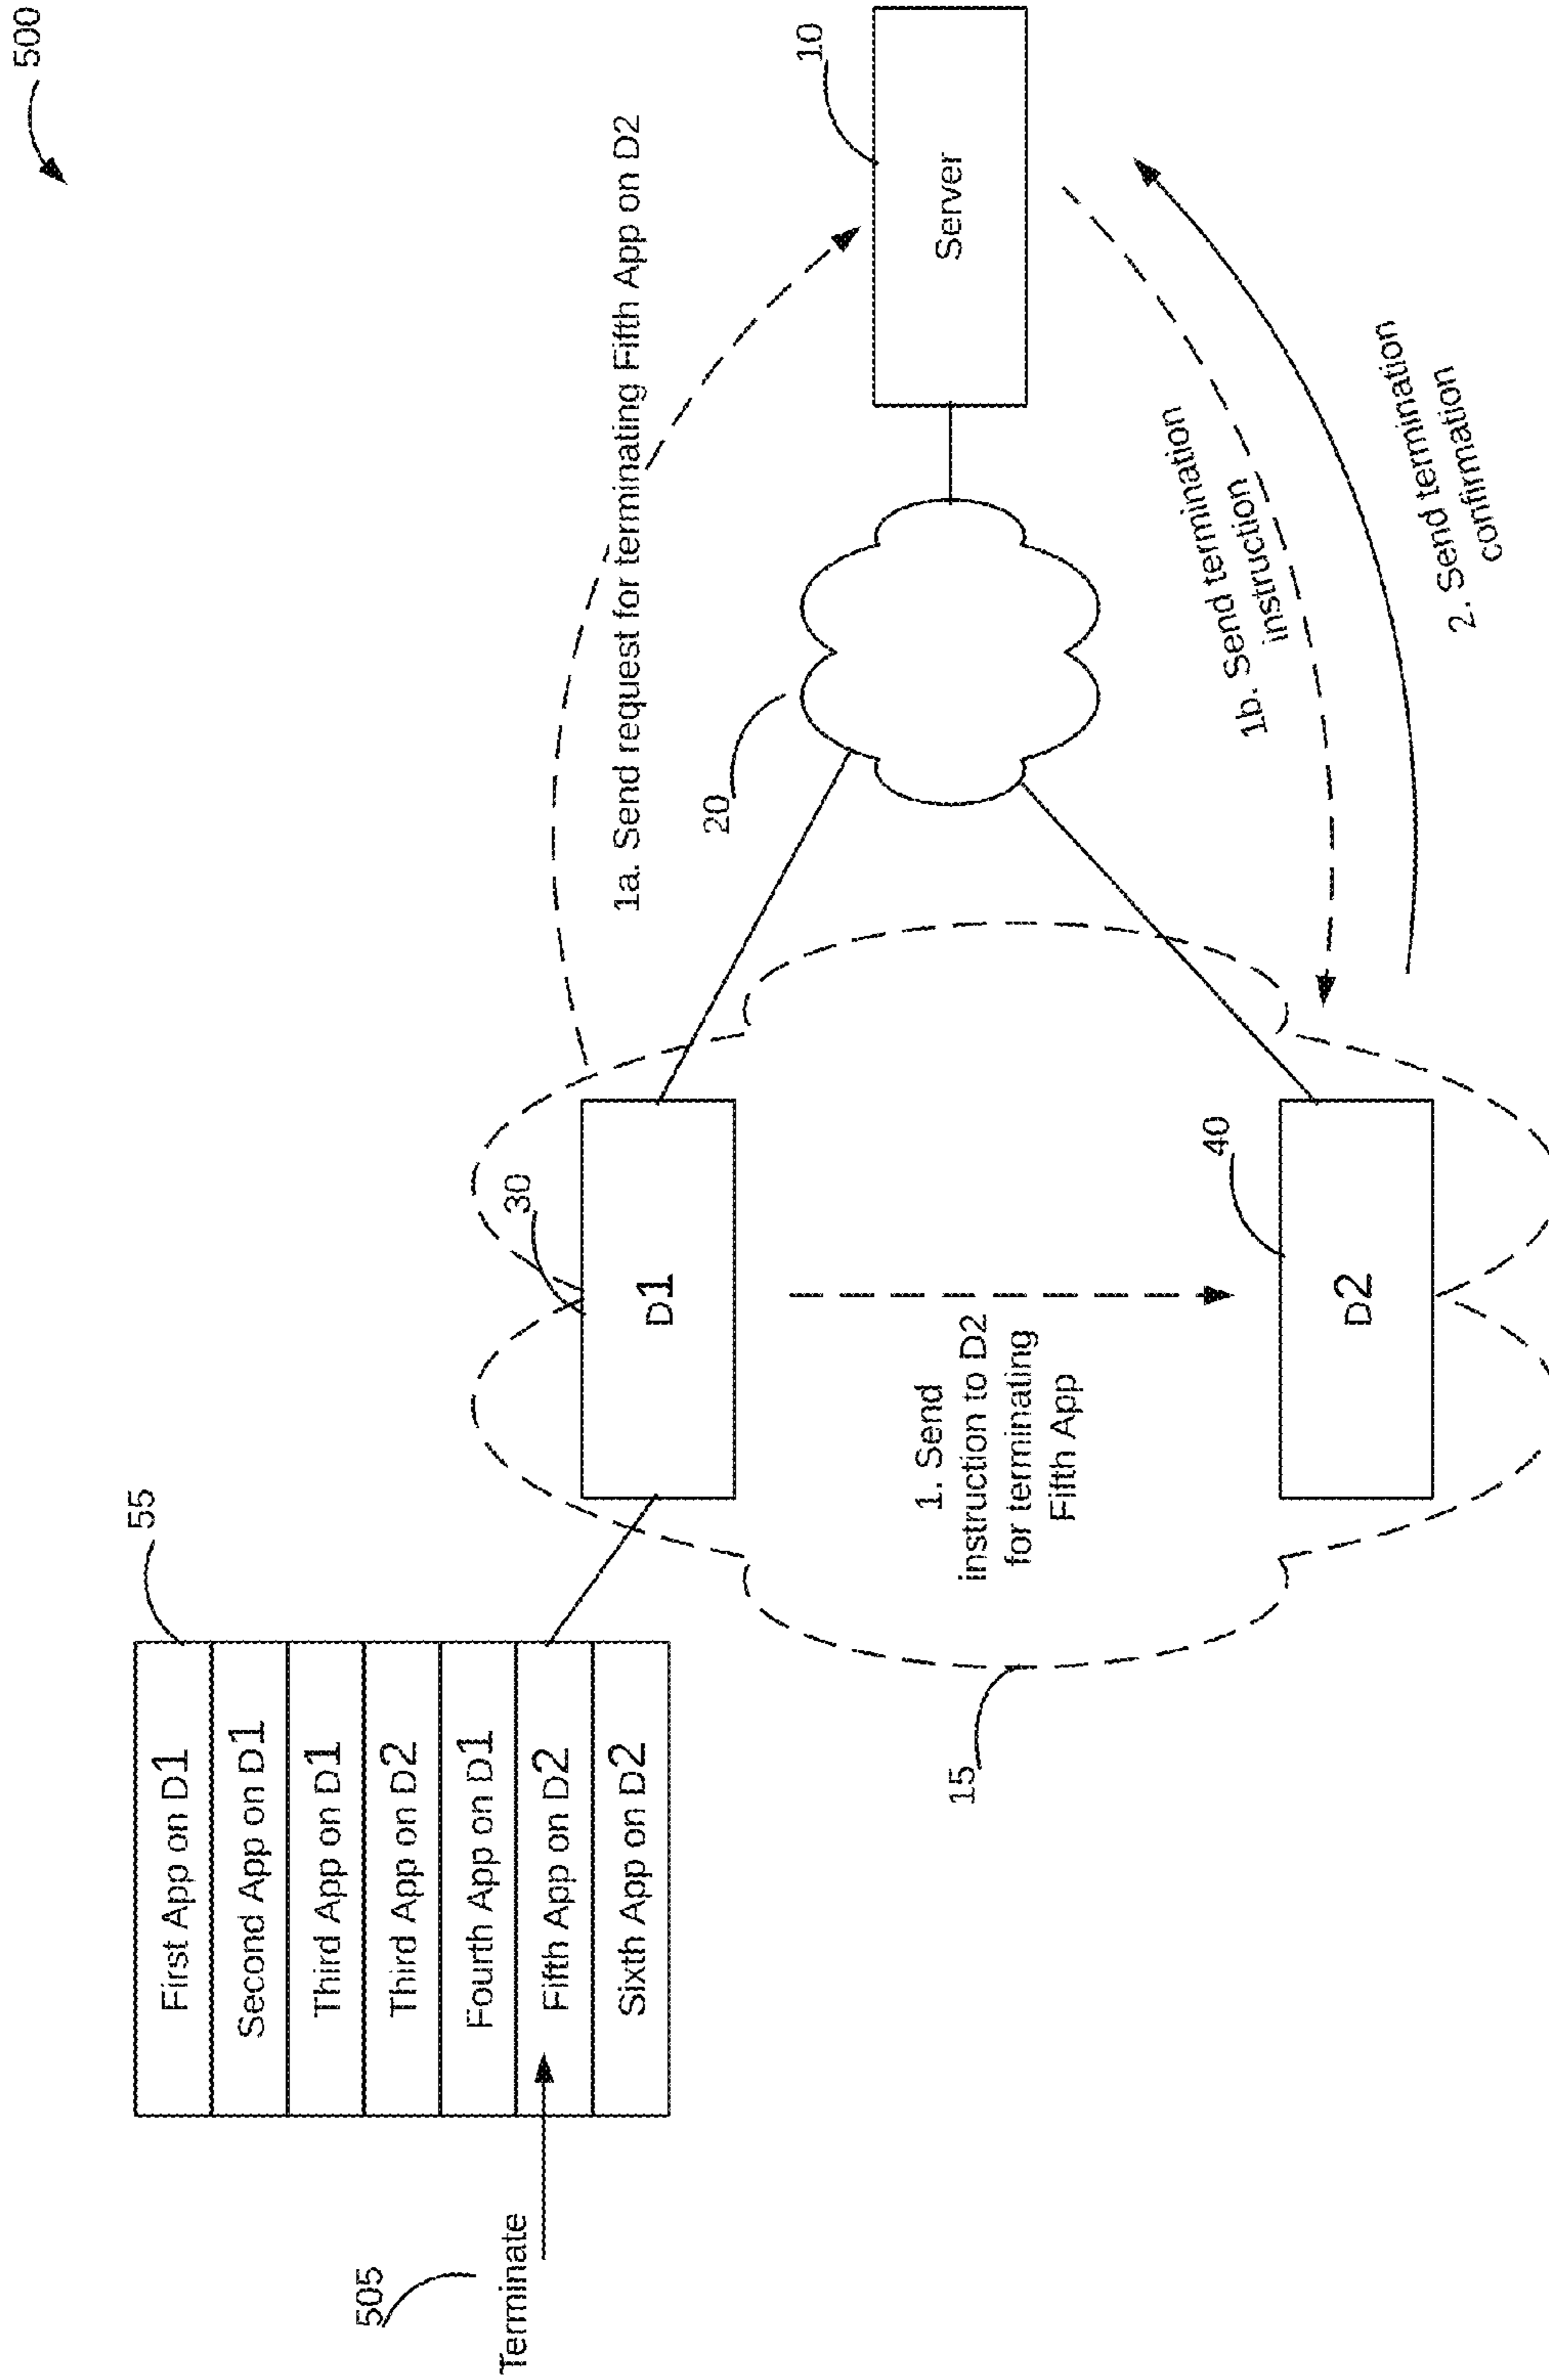 500
55
First App on D1
Second App on D1
Third App on D1
Third App on D2
Fourth App on D1
Fifth App on D2
Sixth App on D2
505
Terminate
30
D1
1a. Send request for terminating Fifth App on D2
10
Server
20
1. Send
instruction to D2
for terminating
Fifth App
15
40
D2
1b. Send termination
instruction
2. Send termination
confirmation